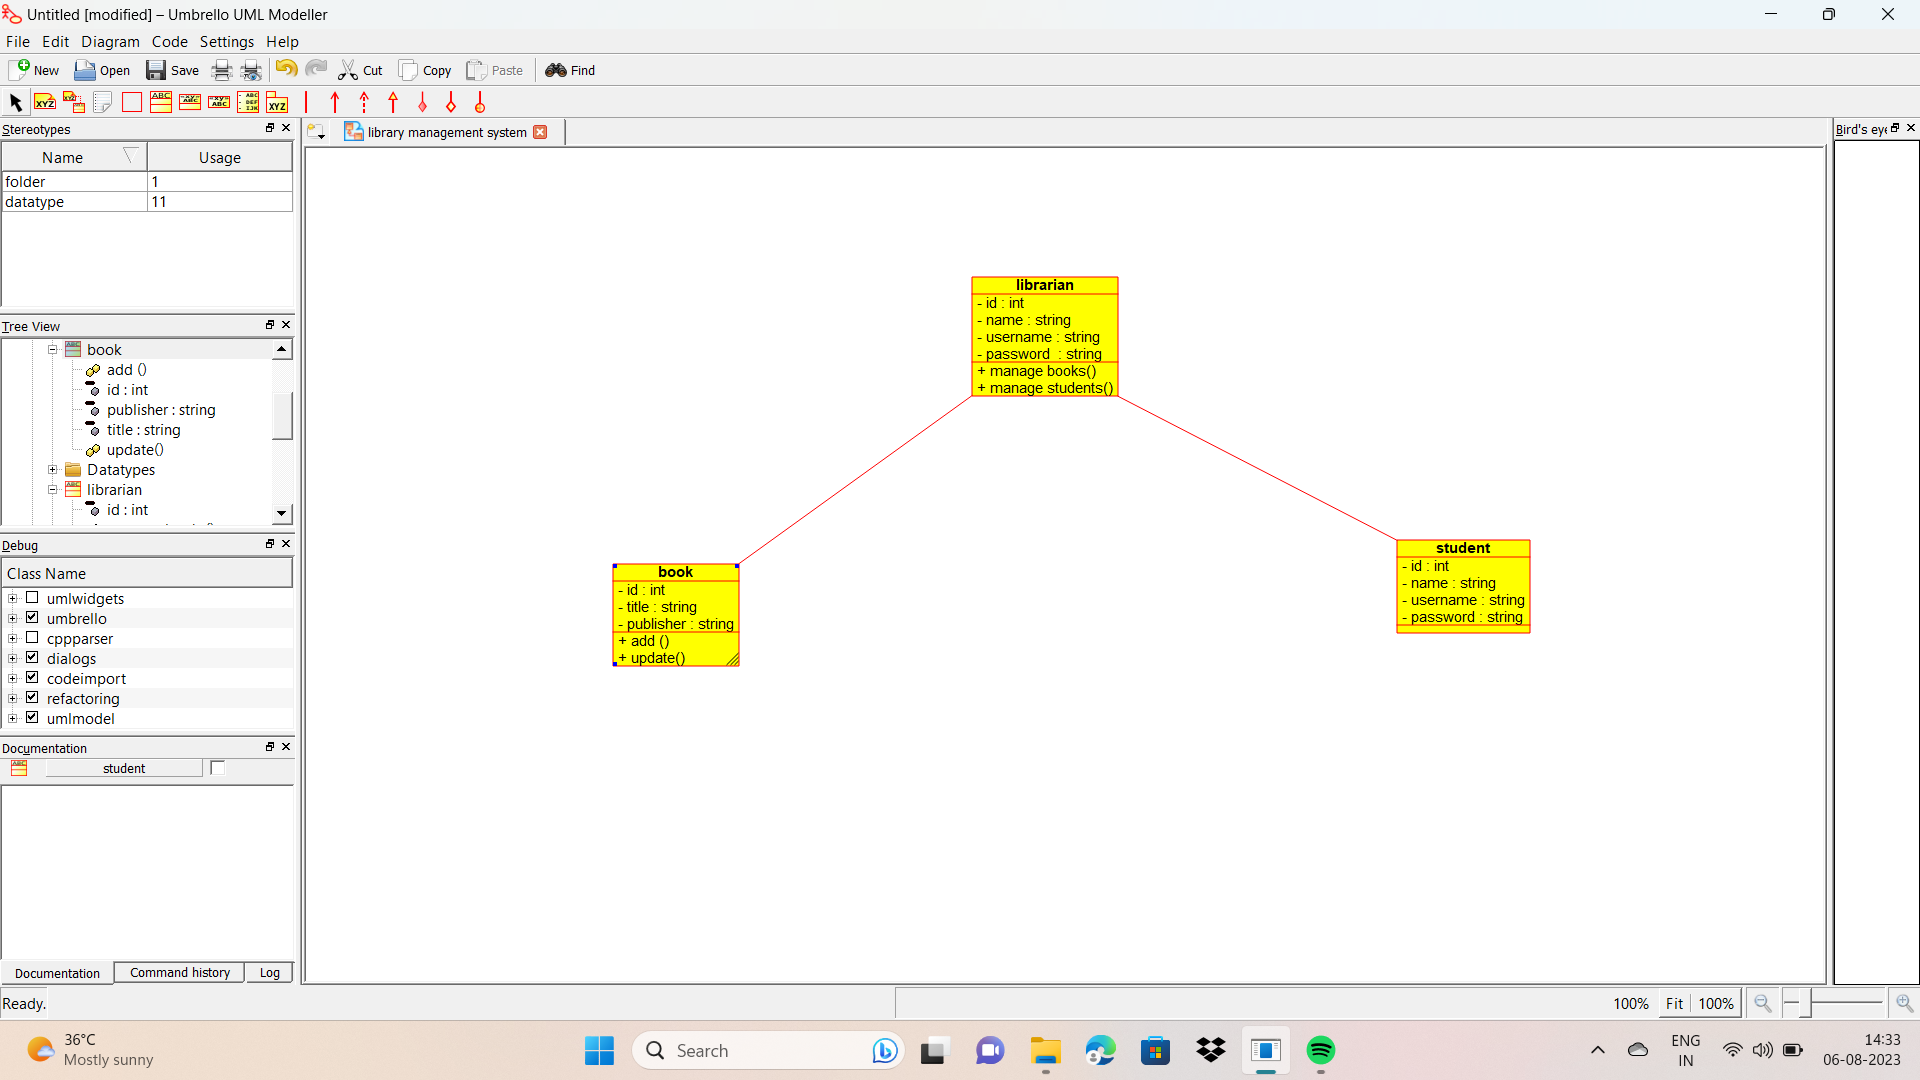 Untitled [modified] – Umbrello UML Modeller
File Edit Diagram Code Settings Help
New Open Save Cut Copy Paste Find
Stereotypes
Name Usage
folder 1
datatype 11
Tree View
book
add ()
id : int
publisher : string
title : string
update()
Datatypes
librarian
id : int
Debug
Class Name
umlwidgets
umbrello
cppparser
dialogs
codeimport
refactoring
umlmodel
Documentation
student
Documentation Command history Log
library management system
librarian
- id : int
- name : string
- username : string
- password : string
+ manage books()
+ manage students()
book
- id : int
- title : string
- publisher : string
+ add ()
+ update()
student
- id : int
- name : string
- username : string
- password : string
Bird's eye
Ready.
100% Fit 100%
36°C
Mostly sunny
Search
ENG
IN
14:33
06-08-2023